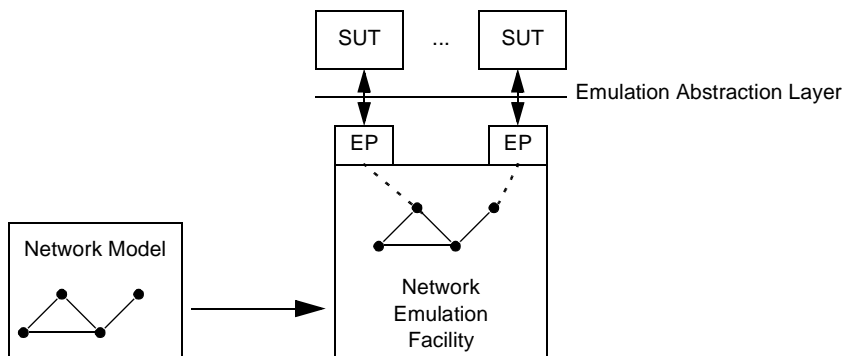 SUT ... SUT
Emulation Abstraction Layer
EP EP
Network Model
Network
Emulation
Facility